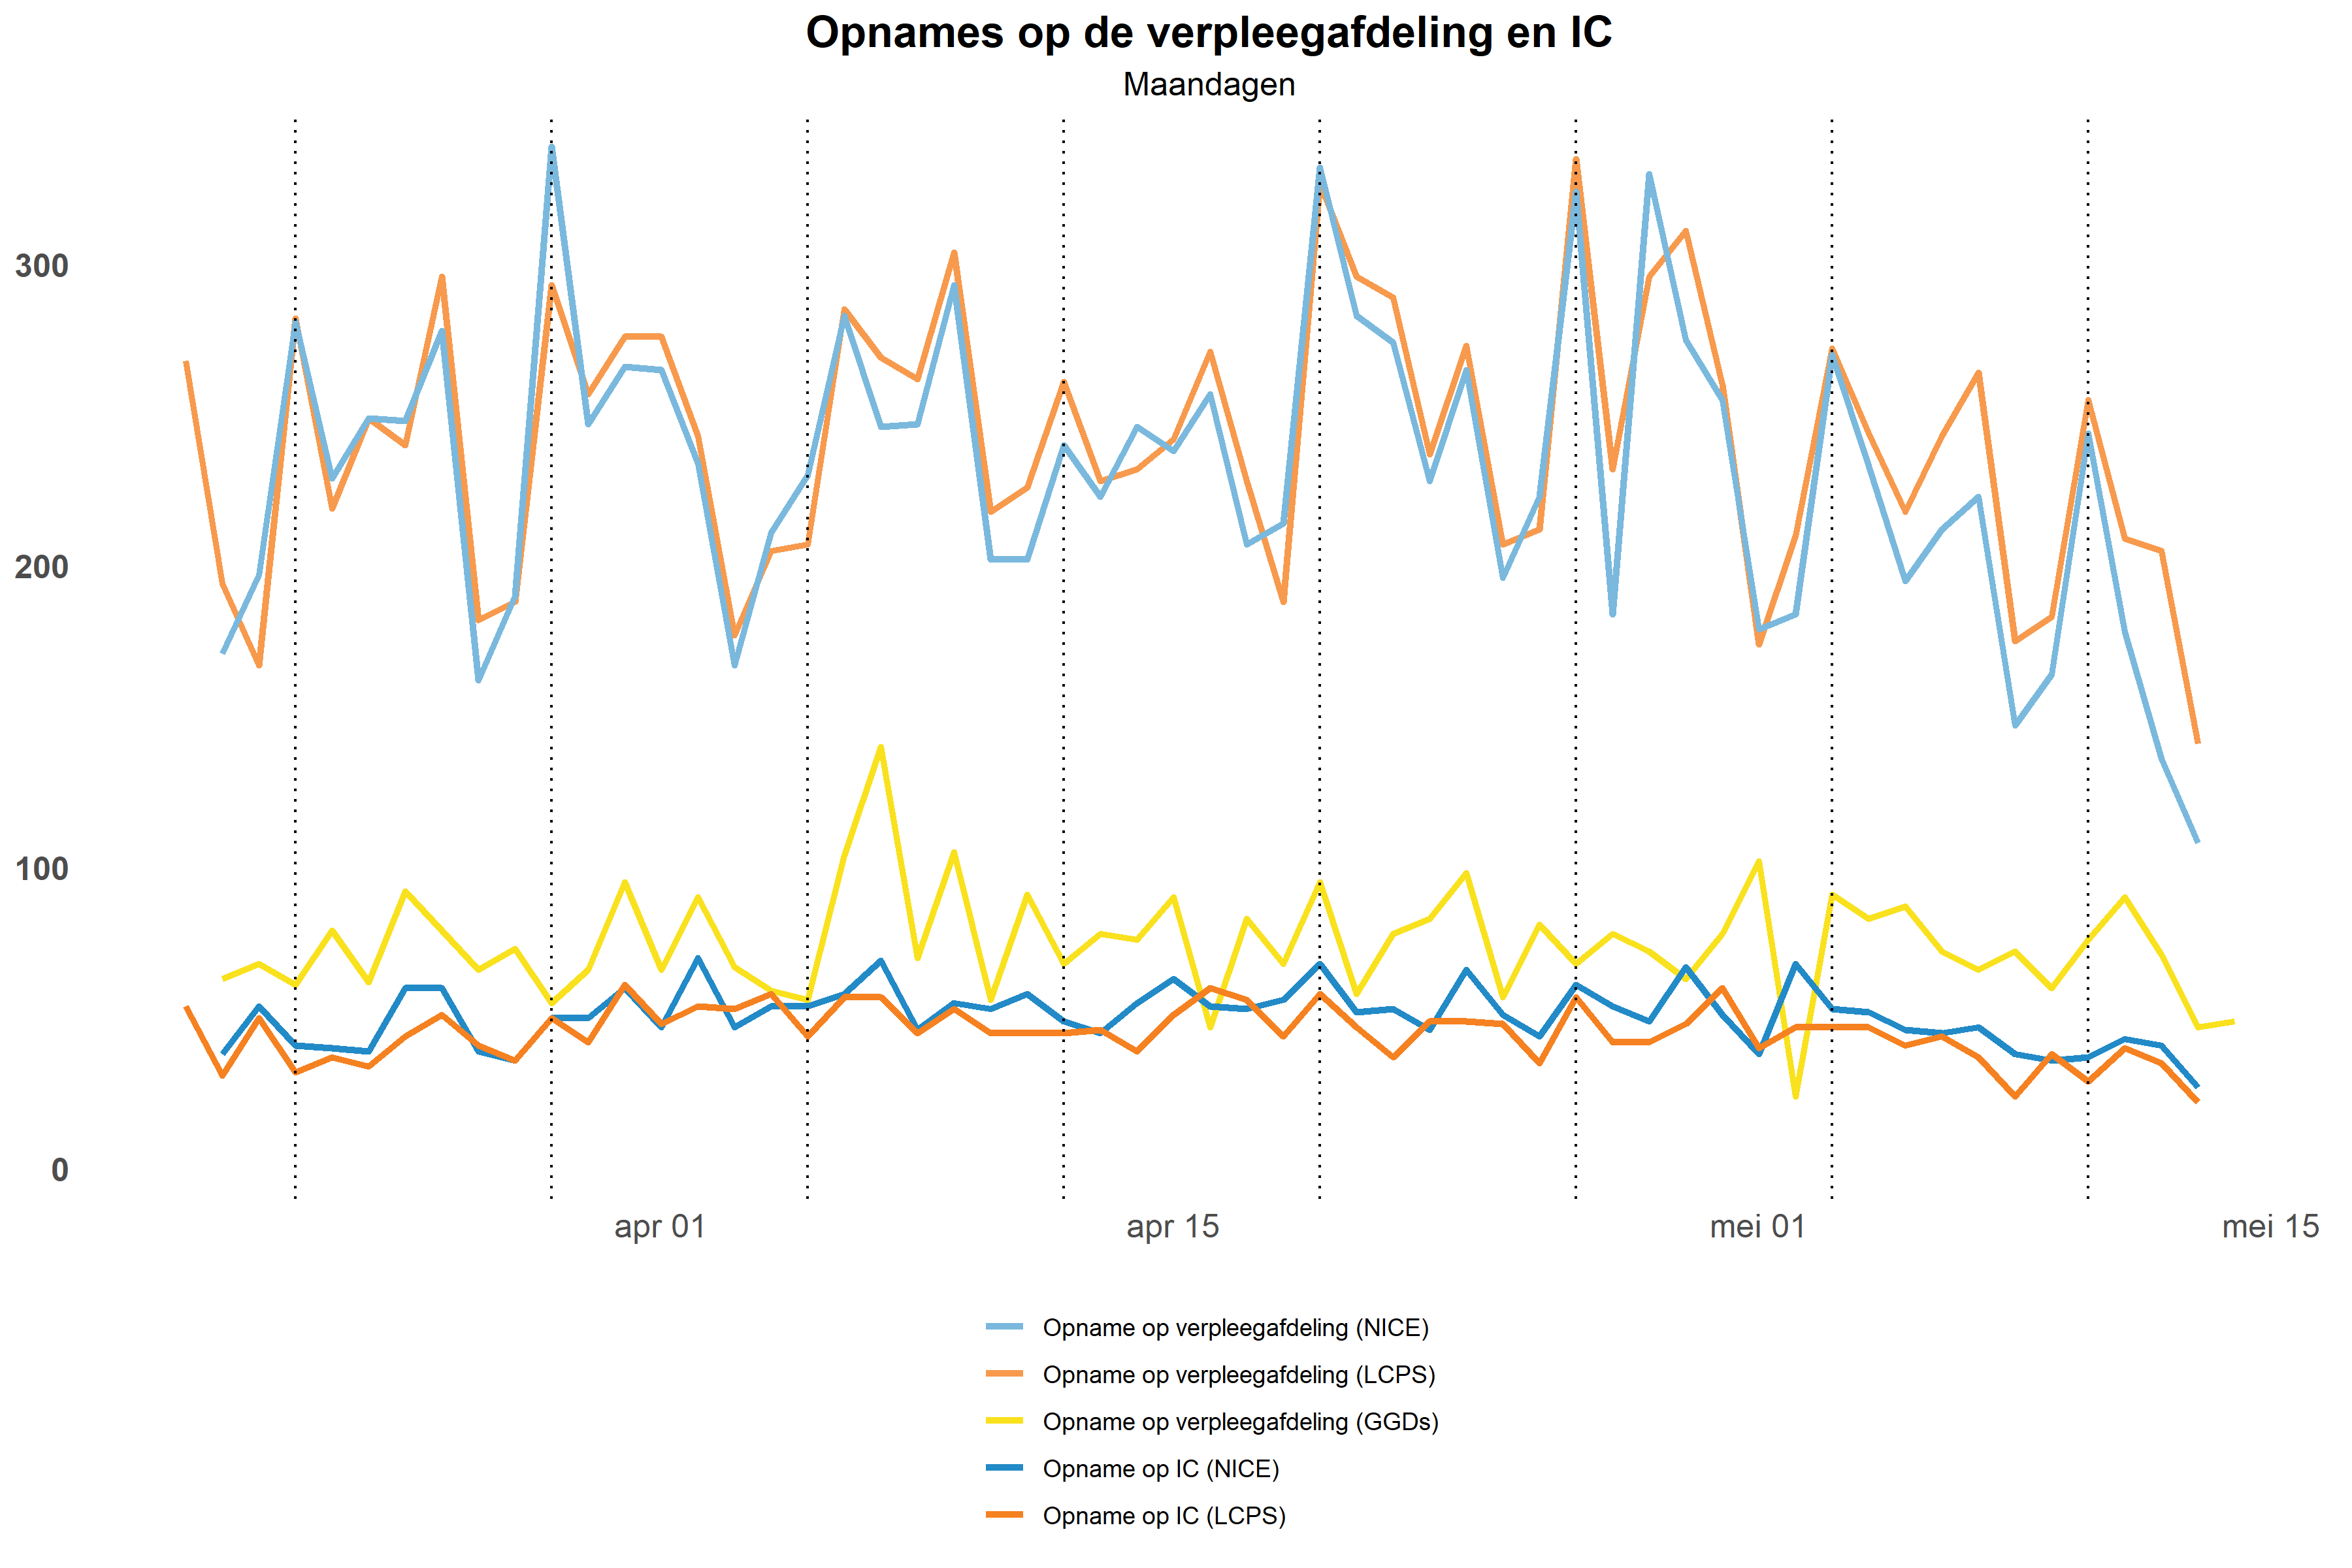 Opnames op de verpleegafdeling en IC
Maandagen
300
200
100
0
apr 01 apr 15 mei 01 mei 15
Opname op verpleegafdeling (NICE)
Opname op verpleegafdeling (LCPS)
Opname op verpleegafdeling (GGDs)
Opname op IC (NICE)
Opname op IC (LCPS)